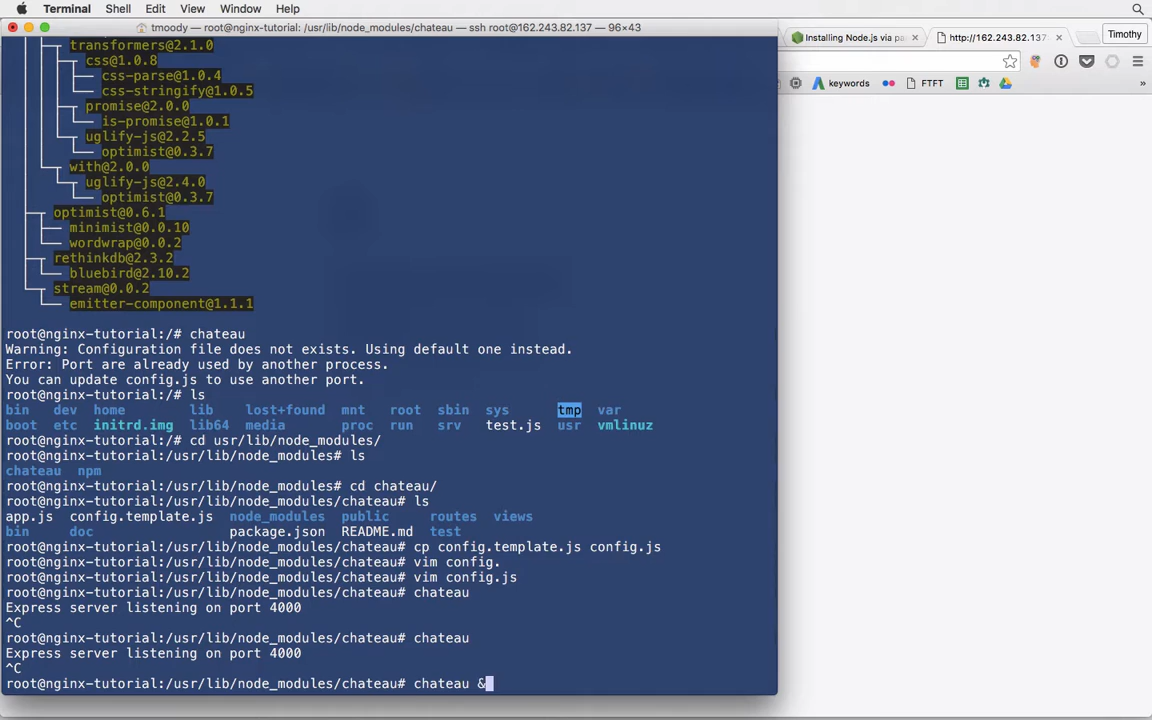 Terminal Shell Edit View Window Help
tmoody — root@nginx-tutorial: /usr/lib/node_modules/chateau — ssh root@162.243.82.137 — 96×43
Installing Node.js via pa
http://162.243.82.137
Timothy
keywords
FTFT
»
transformers@2.1.0
css@1.0.8
css-parse@1.0.4
css-stringify@1.0.5
promise@2.0.0
is-promise@1.0.1
uglify-js@2.2.5
optimist@0.3.7
with@2.0.0
uglify-js@2.4.0
optimist@0.3.7
optimist@0.6.1
minimist@0.0.10
wordwrap@0.0.2
rethinkdb@2.3.2
bluebird@2.10.2
stream@0.0.2
emitter-component@1.1.1
root@nginx-tutorial:/# chateau
Warning: Configuration file does not exists. Using default one instead.
Error: Port are already used by another process.
You can update config.js to use another port.
root@nginx-tutorial:/# ls
bin dev home lib lost+found mnt root sbin sys tmp var
boot etc initrd.img lib64 media proc run srv test.js usr vmlinuz
root@nginx-tutorial:/# cd usr/lib/node_modules/
root@nginx-tutorial:/usr/lib/node_modules# ls
chateau npm
root@nginx-tutorial:/usr/lib/node_modules# cd chateau/
root@nginx-tutorial:/usr/lib/node_modules/chateau# ls
app.js config.template.js node_modules public routes views
bin doc package.json README.md test
root@nginx-tutorial:/usr/lib/node_modules/chateau# cp config.template.js config.js
root@nginx-tutorial:/usr/lib/node_modules/chateau# vim config.
root@nginx-tutorial:/usr/lib/node_modules/chateau# vim config.js
root@nginx-tutorial:/usr/lib/node_modules/chateau# chateau
Express server listening on port 4000
^C
root@nginx-tutorial:/usr/lib/node_modules/chateau# chateau
Express server listening on port 4000
^C
root@nginx-tutorial:/usr/lib/node_modules/chateau# chateau &